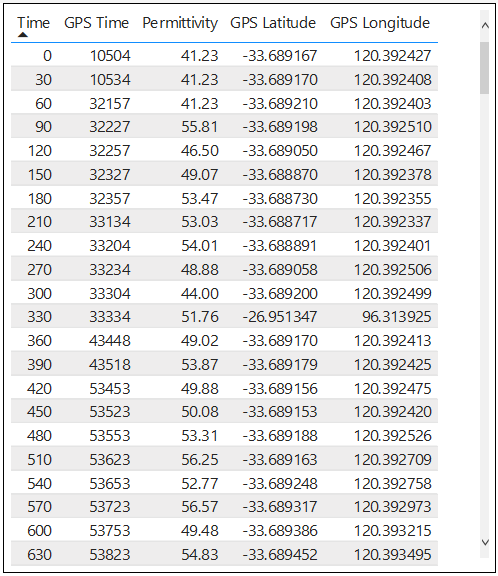 Time GPS Time Permittivity GPS Latitude GPS Longitude
0 10504 41.23 -33.689167 120.392427
30 10534 41.23 -33.689170 120.392408
60 32157 41.23 -33.689210 120.392403
90 32227 55.81 -33.689198 120.392510
120 32257 46.50 -33.689050 120.392467
150 32327 49.07 -33.688870 120.392378
180 32357 53.47 -33.688730 120.392355
210 33134 53.03 -33.688717 120.392337
240 33204 54.01 -33.688891 120.392401
270 33234 48.88 -33.689058 120.392506
300 33304 44.00 -33.689200 120.392499
330 33334 51.76 -26.951347 96.313925
360 43448 49.02 -33.689170 120.392413
390 43518 53.87 -33.689179 120.392425
420 53453 49.88 -33.689156 120.392475
450 53523 50.08 -33.689153 120.392420
480 53553 53.31 -33.689188 120.392526
510 53623 56.25 -33.689163 120.392709
540 53653 52.77 -33.689248 120.392758
570 53723 56.57 -33.689317 120.392973
600 53753 49.48 -33.689386 120.393215
630 53823 54.83 -33.689452 120.393495